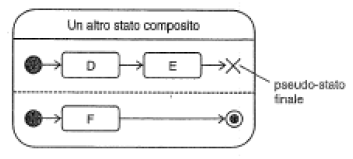 Un altro stato composito
D
E
pseudo-stato
finale
F